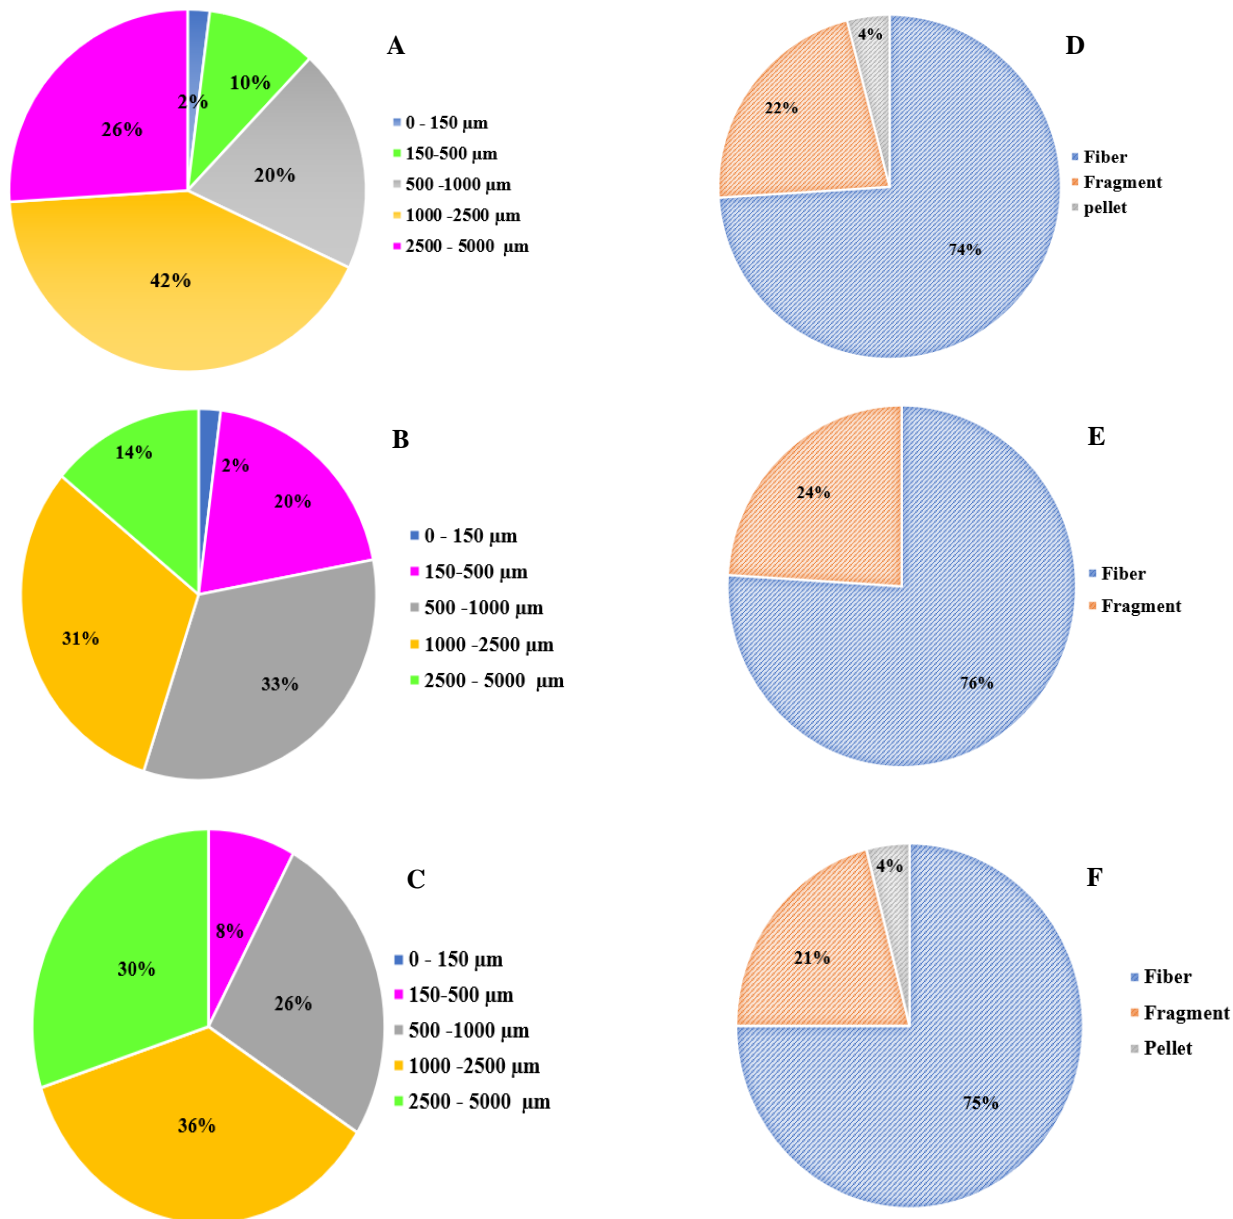 A
2%
10%
20%
42%
26%
0 - 150 μm
150-500 μm
500 -1000 μm
1000 -2500 μm
2500 - 5000 μm
D
4%
22%
74%
Fiber
Fragment
pellet
B
14%
2%
20%
31%
33%
0 - 150 μm
150-500 μm
500 -1000 μm
1000 -2500 μm
2500 - 5000 μm
E
24%
76%
Fiber
Fragment
C
8%
30%
26%
36%
0 - 150 μm
150-500 μm
500 -1000 μm
1000 -2500 μm
2500 - 5000 μm
F
4%
21%
75%
Fiber
Fragment
Pellet